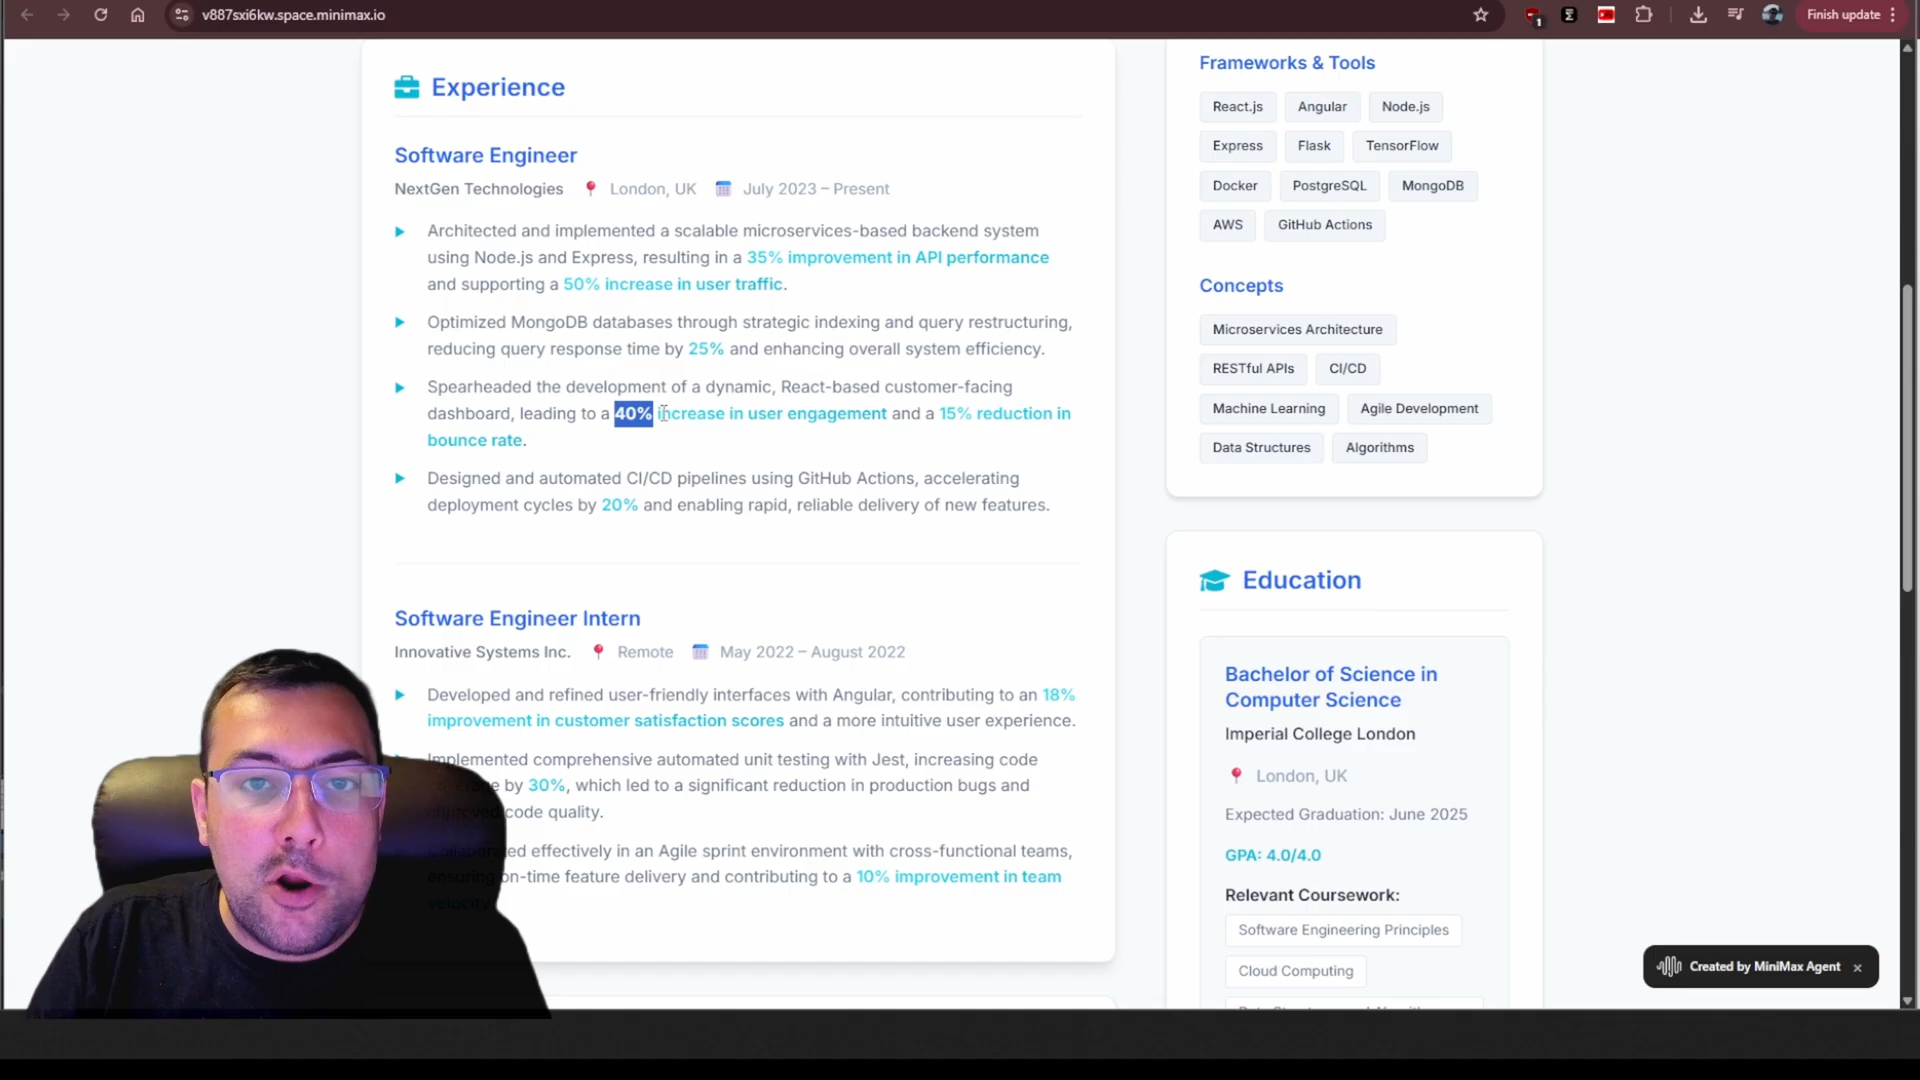 v887sxi6kw.space.minimax.io
1
Finish update
Experience
Software Engineer
NextGen Technologies London, UK July 2023 – Present
Architected and implemented a scalable microservices-based backend system
using Node.js and Express, resulting in a 35% improvement in API performance
and supporting a 50% increase in user traffic.
Optimized MongoDB databases through strategic indexing and query restructuring,
reducing query response time by 25% and enhancing overall system efficiency.
Spearheaded the development of a dynamic, React-based customer-facing
dashboard, leading to a 40% increase in user engagement and a 15% reduction in
bounce rate.
Designed and automated CI/CD pipelines using GitHub Actions, accelerating
deployment cycles by 20% and enabling rapid, reliable delivery of new features.
Software Engineer Intern
Innovative Systems Inc. Remote May 2022 – August 2022
Developed and refined user-friendly interfaces with Angular, contributing to an 18%
improvement in customer satisfaction scores and a more intuitive user experience.
Implemented comprehensive automated unit testing with Jest, increasing code
by 30%, which led to a significant reduction in production bugs and
improved code quality.
effectively in an Agile sprint environment with cross-functional teams,
ensuring on-time feature delivery and contributing to a 10% improvement in team
velocity
Frameworks & Tools
React.js Angular Node.js
Express Flask TensorFlow
Docker PostgreSQL MongoDB
AWS GitHub Actions
Concepts
Microservices Architecture
RESTful APIs CI/CD
Machine Learning Agile Development
Data Structures Algorithms
Education
Bachelor of Science in
Computer Science
Imperial College London
London, UK
Expected Graduation: June 2025
GPA: 4.0/4.0
Relevant Coursework:
Software Engineering Principles
Cloud Computing
Created by MiniMax Agent